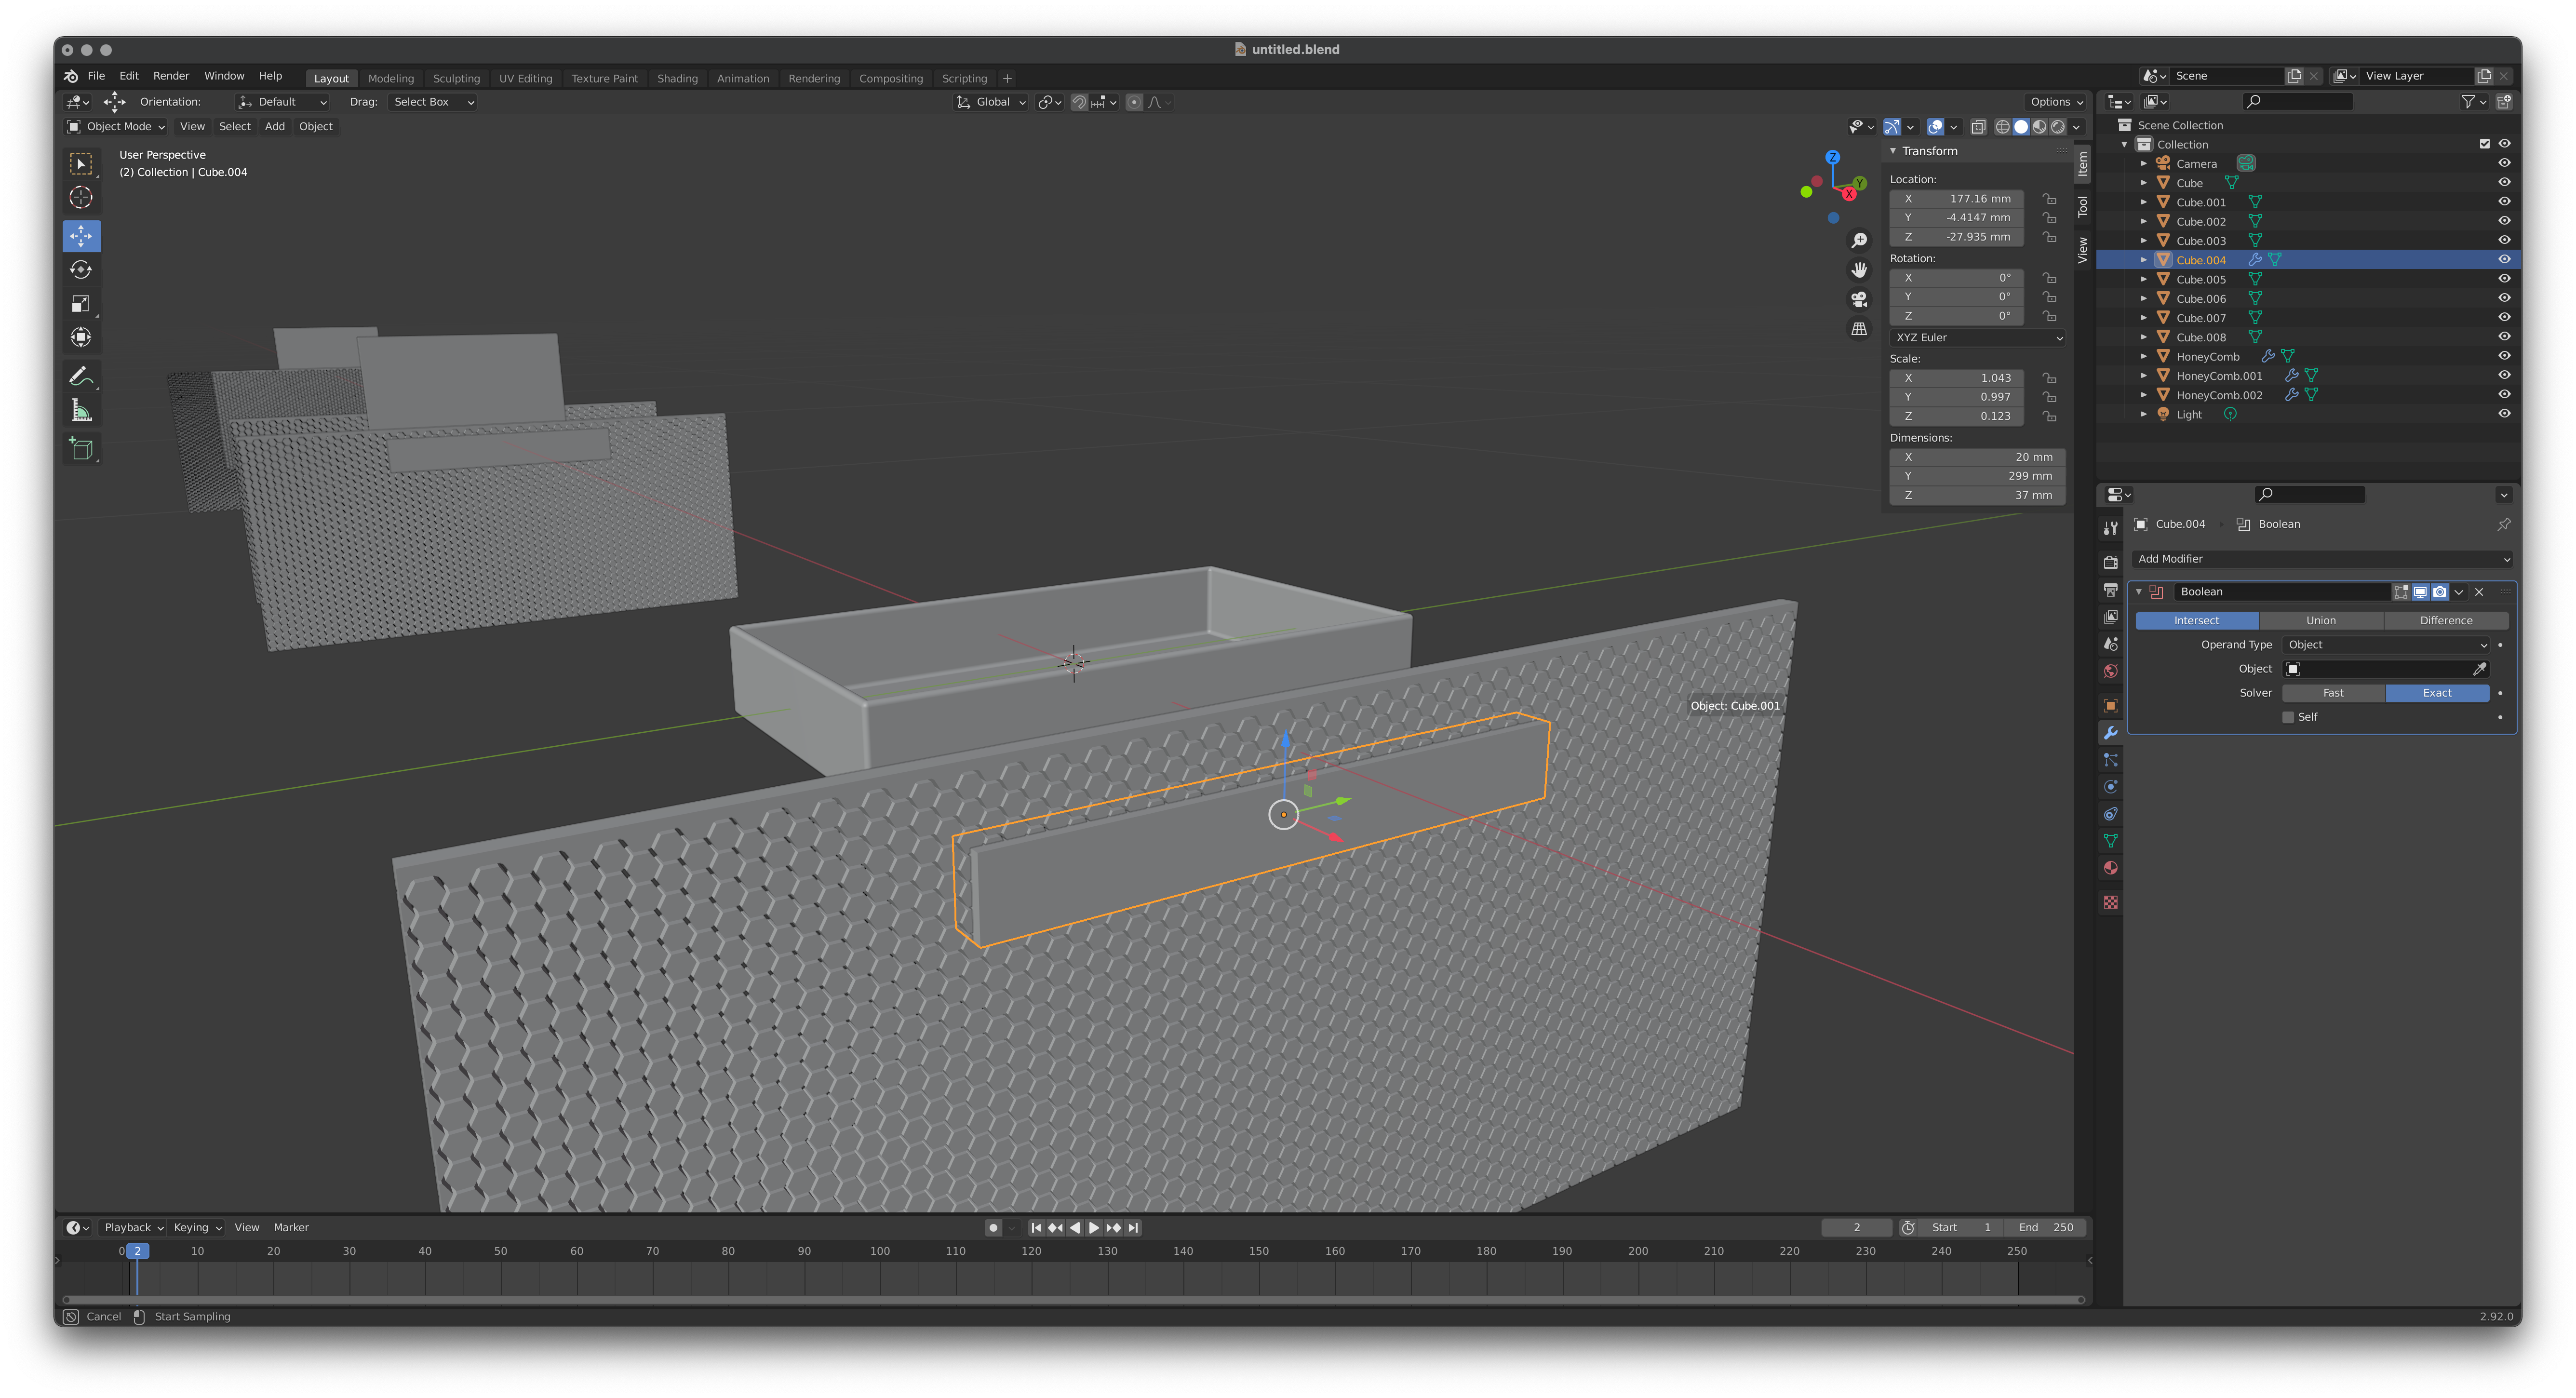 untitled.blend
File Edit Render Window Help Layout Modeling Sculpting UV Editing Texture Paint Shading Animation Rendering Compositing Scripting + Scene View Layer
Orientation: Default Drag: Select Box Global Options
Object Mode View Select Add Object
User Perspective
(2) Collection | Cube.004
Z
Y
X
Transform
Location:
X 177.16 mm
Y -4.4147 mm
Z -27.935 mm
Rotation:
X 0°
Y 0°
Z 0°
XYZ Euler
Scale:
X 1.043
Y 0.997
Z 0.123
Dimensions:
X 20 mm
Y 299 mm
Z 37 mm
Item
Tool
View
Scene Collection
Collection
Camera
Cube
Cube.001
Cube.002
Cube.003
Cube.004
Cube.005
Cube.006
Cube.007
Cube.008
HoneyComb
HoneyComb.001
HoneyComb.002
Light
Cube.004 Boolean
Add Modifier
Boolean
Intersect Union Difference
Operand Type Object
Object
Solver Fast Exact
Self
Object: Cube.001
Playback Keying View Marker 2 Start 1 End 250
0 2 10 20 30 40 50 60 70 80 90 100 110 120 130 140 150 160 170 180 190 200 210 220 230 240 250
Cancel Start Sampling 2.92.0